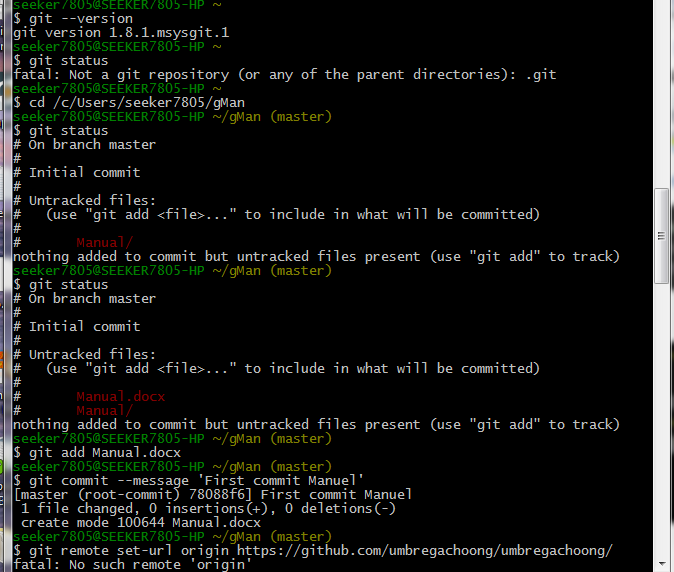 seeker7805@SEEKER7805-HP ~
$ git --version
git version 1.8.1.msysgit.1
seeker7805@SEEKER7805-HP ~
$ git status
fatal: Not a git repository (or any of the parent directories): .git
seeker7805@SEEKER7805-HP ~
$ cd /c/Users/seeker7805/gMan
seeker7805@SEEKER7805-HP ~/gMan (master)
$ git status
# On branch master
#
# Initial commit
#
# Untracked files:
#   (use "git add <file>..." to include in what will be committed)
#
#       Manual/
nothing added to commit but untracked files present (use "git add" to track)
seeker7805@SEEKER7805-HP ~/gMan (master)
$ git status
# On branch master
#
# Initial commit
#
# Untracked files:
#   (use "git add <file>..." to include in what will be committed)
#
#       Manual.docx
#       Manual/
nothing added to commit but untracked files present (use "git add" to track)
seeker7805@SEEKER7805-HP ~/gMan (master)
$ git add Manual.docx
seeker7805@SEEKER7805-HP ~/gMan (master)
$ git commit --message 'First commit Manuel'
[master (root-commit) 78088f6] First commit Manuel
 1 file changed, 0 insertions(+), 0 deletions(-)
 create mode 100644 Manual.docx
seeker7805@SEEKER7805-HP ~/gMan (master)
$ git remote set-url origin https://github.com/umbregachoong/umbregachoong/
fatal: No such remote 'origin'